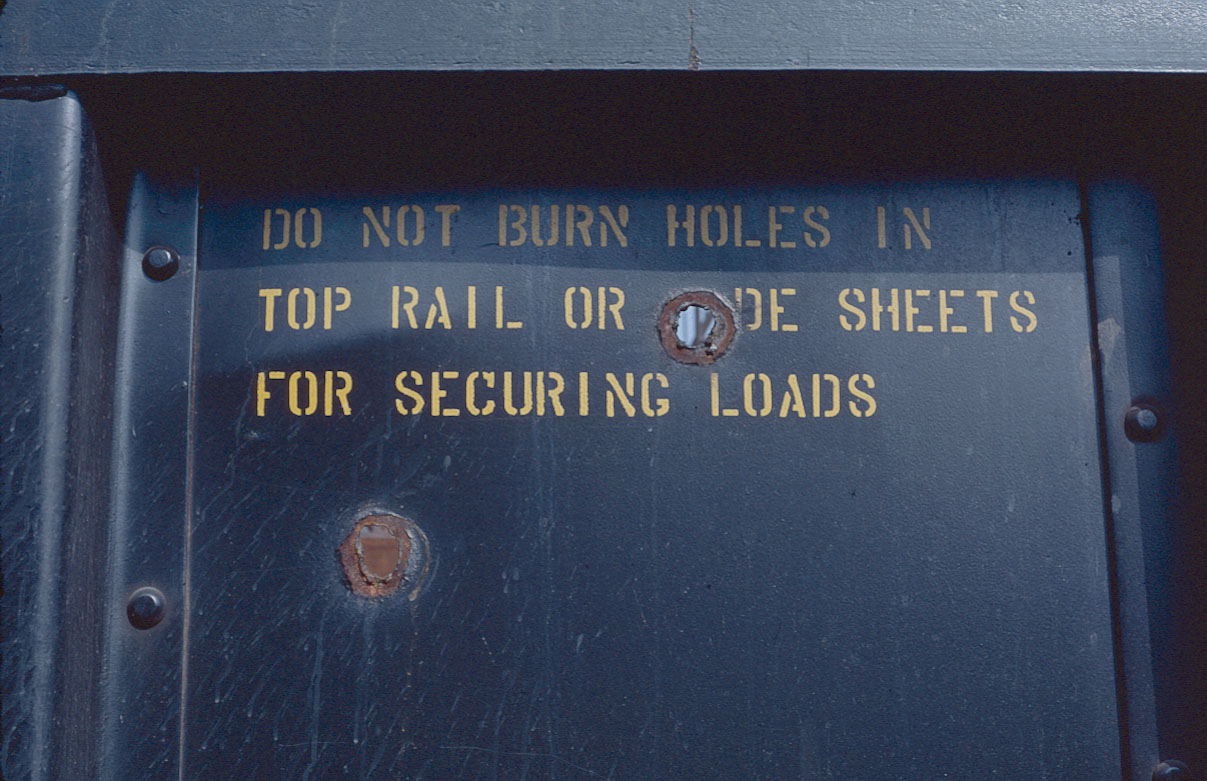 DO NOT BURN HOLES IN
TOP RAIL OR DE SHEETS
FOR SECURING LOADS